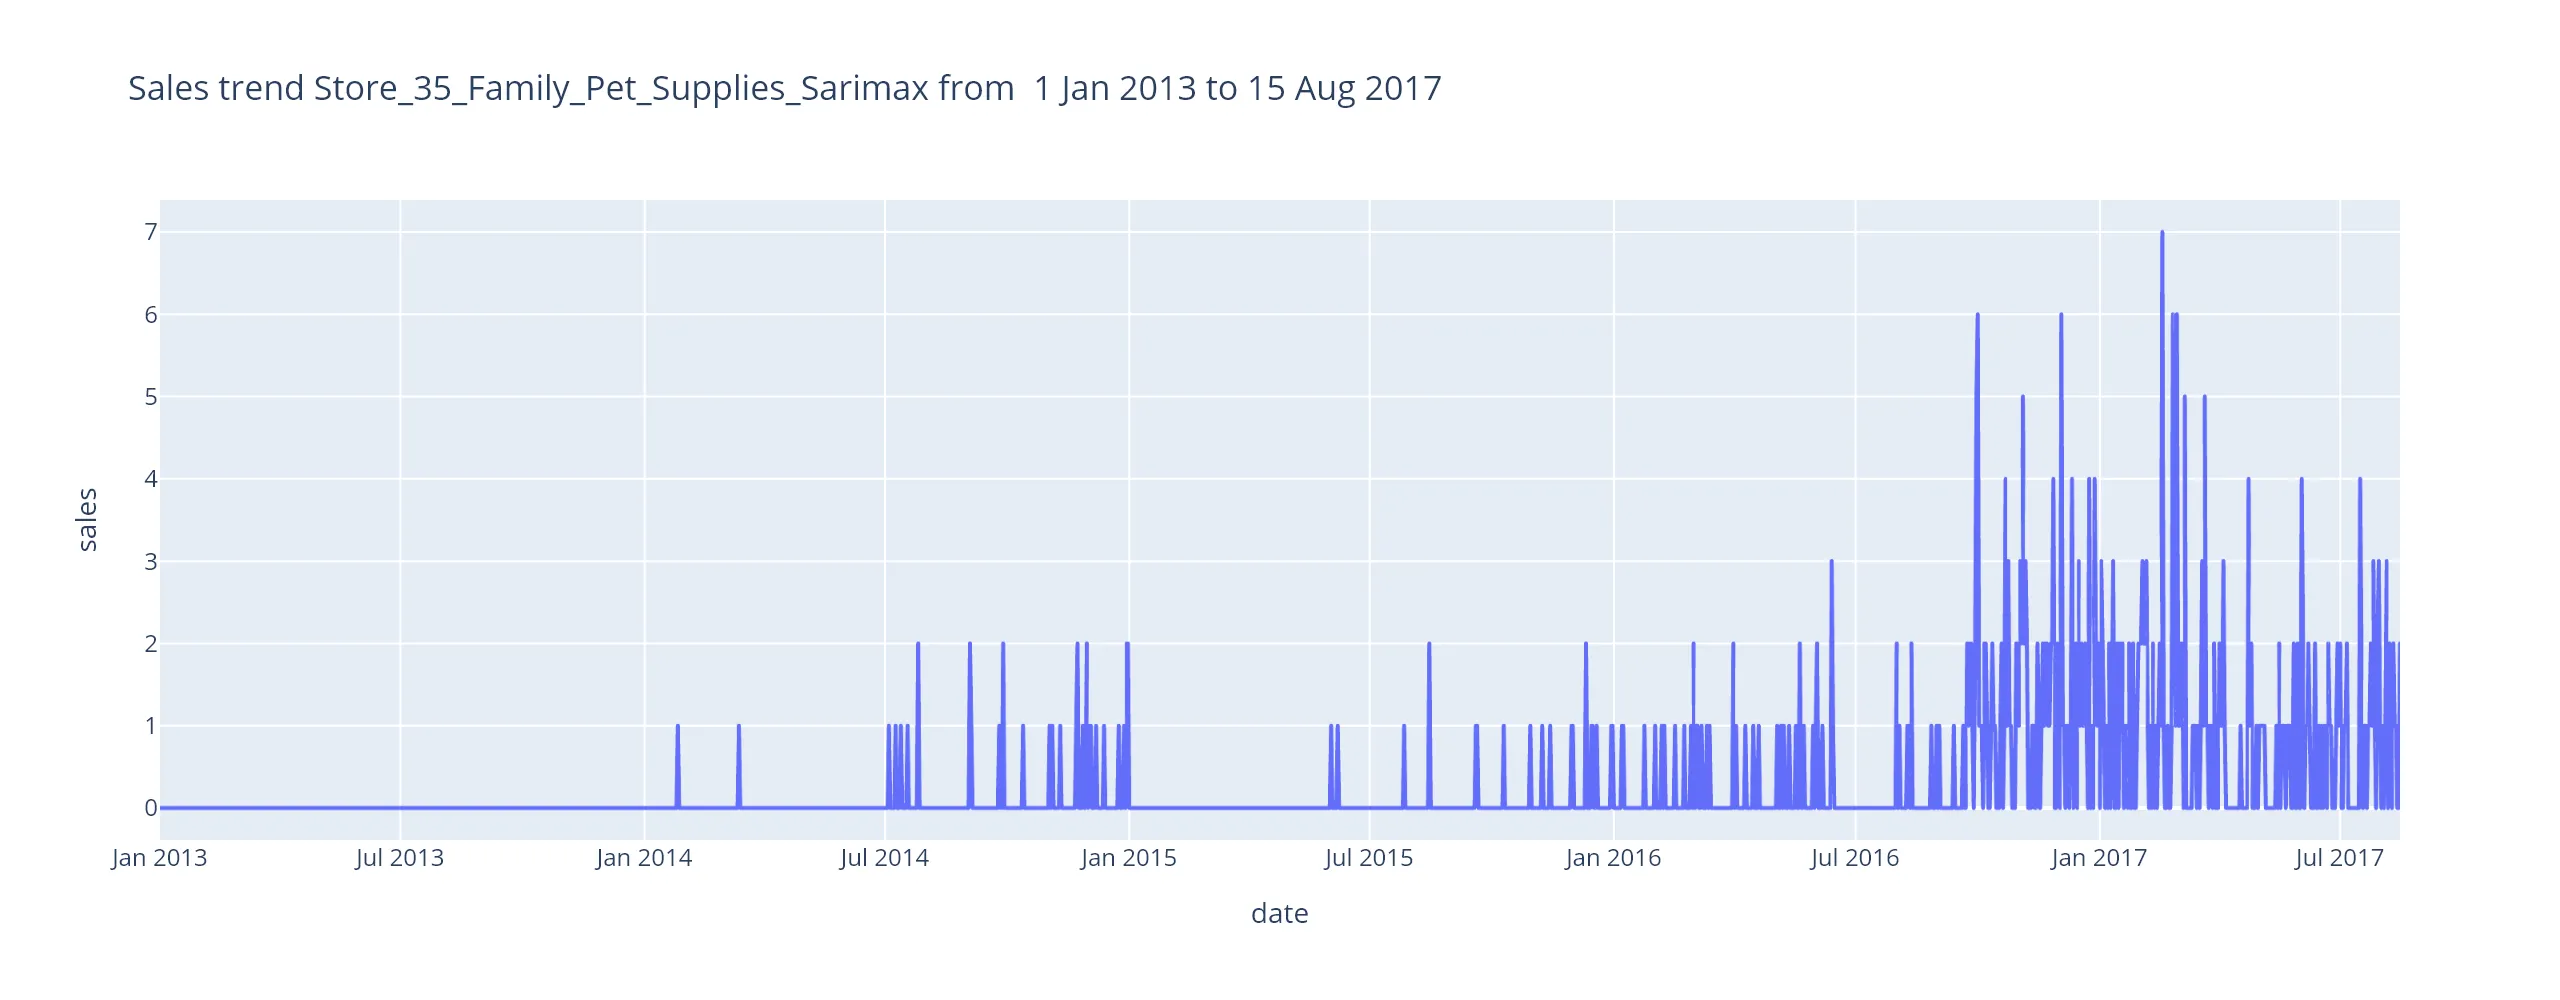 Sales trend Store_35_Family_Pet_Supplies_Sarimax from  1 Jan 2013 to 15 Aug 2017
7
6
5
4
3
2
1
0
sales
Jan 2013 Jul 2013 Jan 2014 Jul 2014 Jan 2015 Jul 2015 Jan 2016 Jul 2016 Jan 2017 Jul 2017
date